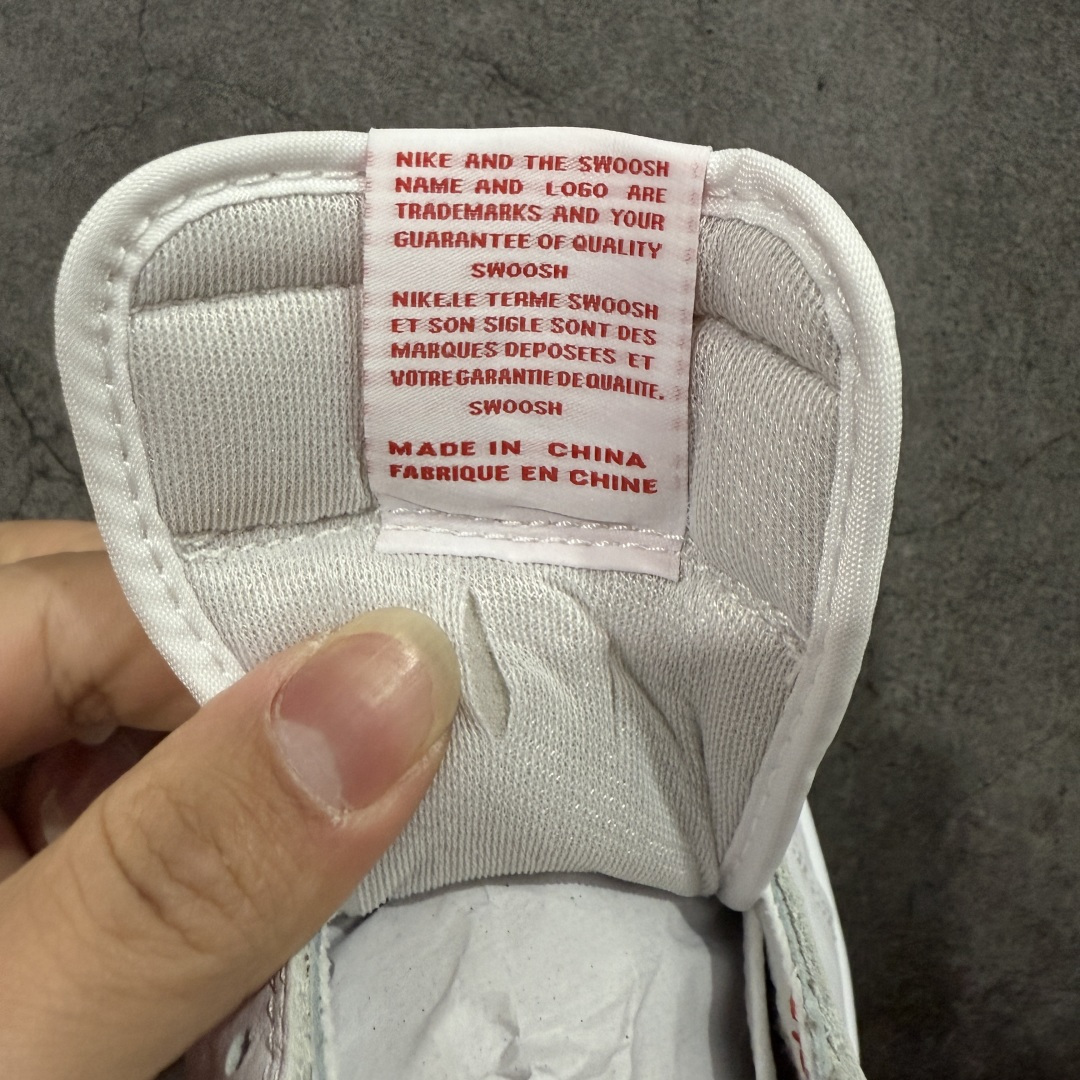 NIKE AND THE SWOOSH
NAME AND LOGO ARE
TRADEMARKS AND YOUR
GUARANTEE OF QUALITY
SWOOSH
NIKE.LE TERME SWOOSH
ET SON SIGLE SONT DES
MARQUES DEPOSEES ET
VOTRE GARANTIE DE QUALITE.
SWOOSH
MADE IN CHINA
FABRIQUE EN CHINE